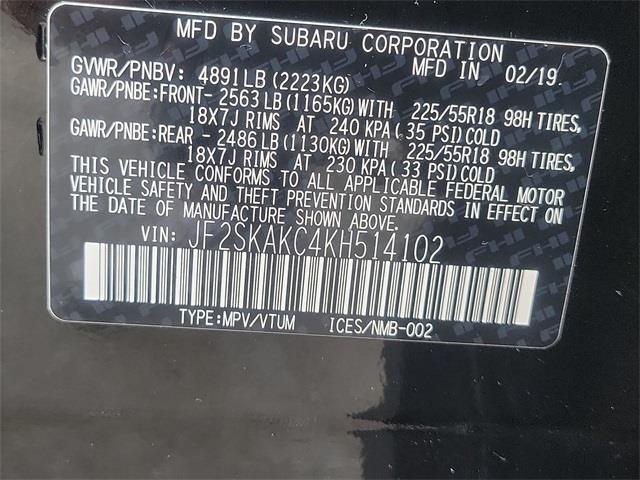 MFD BY SUBARU CORPORATION
GVWR/PNBV: 4891LB(2223KG) MFD IN 02/19.
GAWR/PNBE:FRONT- 2563LB(1165KG)WITH 225/55R18 98H TIRES,
18X7J RIMS AT 240 KPA( 35 PSI)COLD
GAWR/PNBE:REAR - 2486LB(1130KG)WITH 225/55R18 98H TIRES,
18X7J RIMS AT 230 KPA( 33 PSI)COLD
THIS VEHICLE CONFORMS TO ALL APPLICABLE FEDERAL MOTOR
VEHICLE SAFETY AND THEFT PREVENTION STANDARDS IN EFFECT ON
THE DATE OF MANUFACTURE SHOWN ABOVE.
VIN: JF2SKAKC4KH514102
TYPE:MPV/VTUM ICES/NMB-002